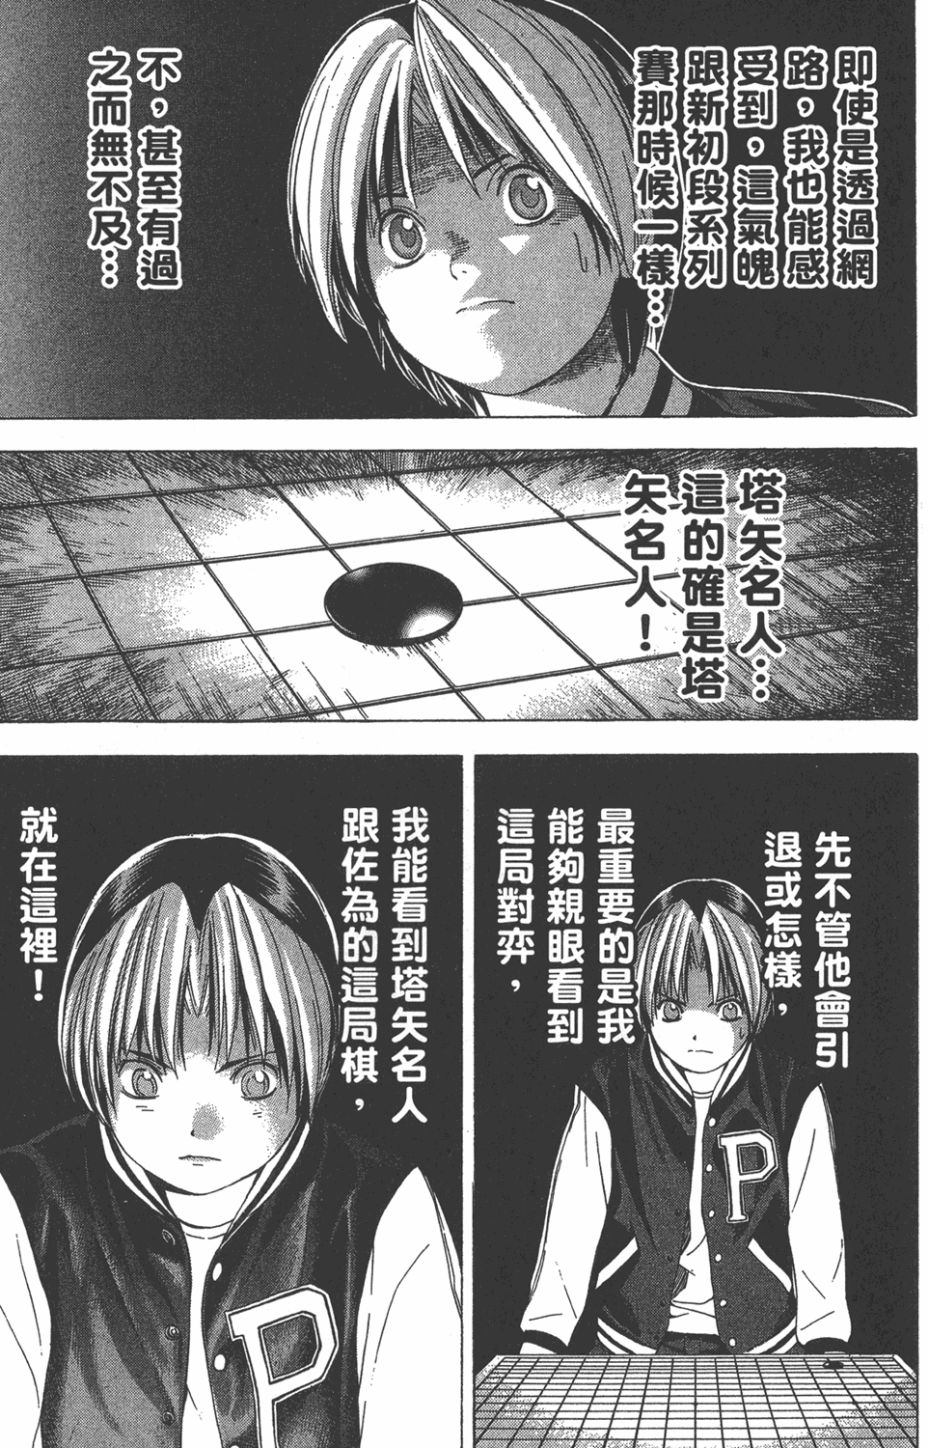 即使是透過網
路，我也能感
受到，這氣魄
跟新初段系列
賽那時候一樣…
不，甚至有過
之而無不及…
塔矢名人…
這的確是塔
矢名人！
先不管他會引
退或怎樣，
最重要的是我
能夠親眼看到
這局對弈，
P
我能看到塔矢名人
跟佐為的這局棋，
就在這裡！
P